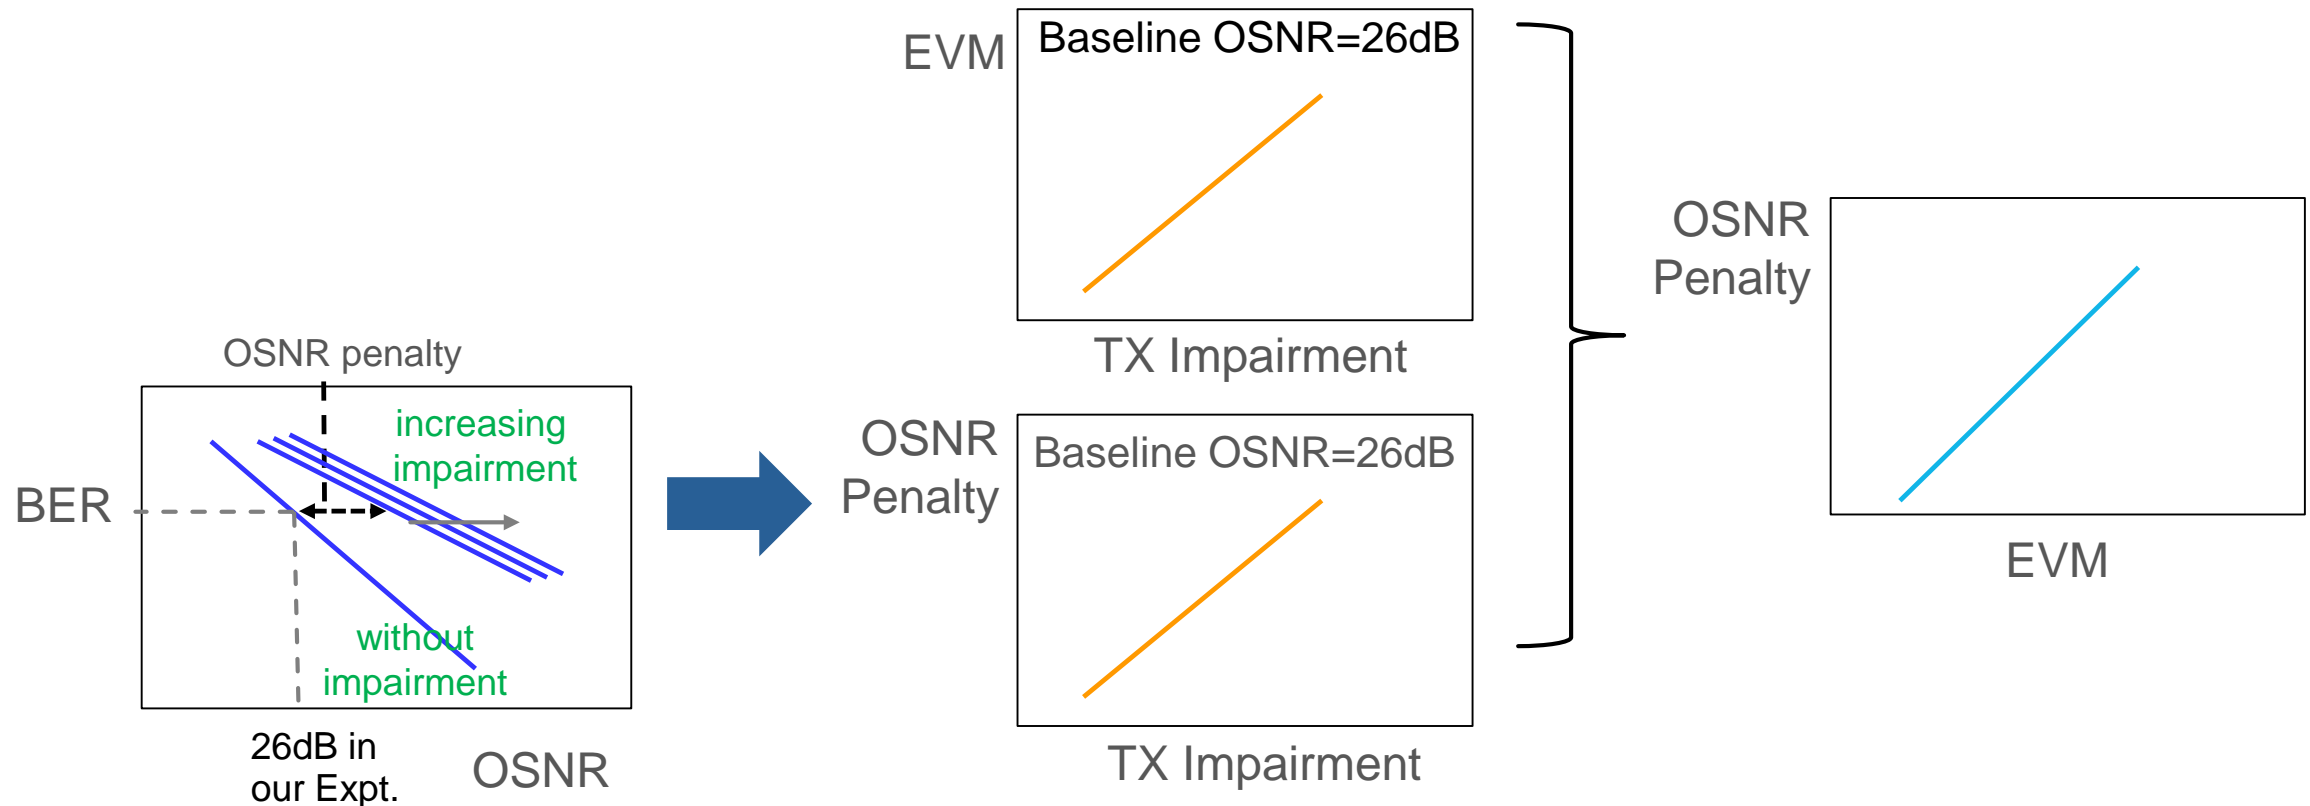 OSNR penalty
increasing
impairment
BER
without
impairment
26dB in
our Expt.
OSNR
EVM
Baseline OSNR=26dB
TX Impairment
OSNR
Penalty
Baseline OSNR=26dB
TX Impairment
OSNR
Penalty
EVM